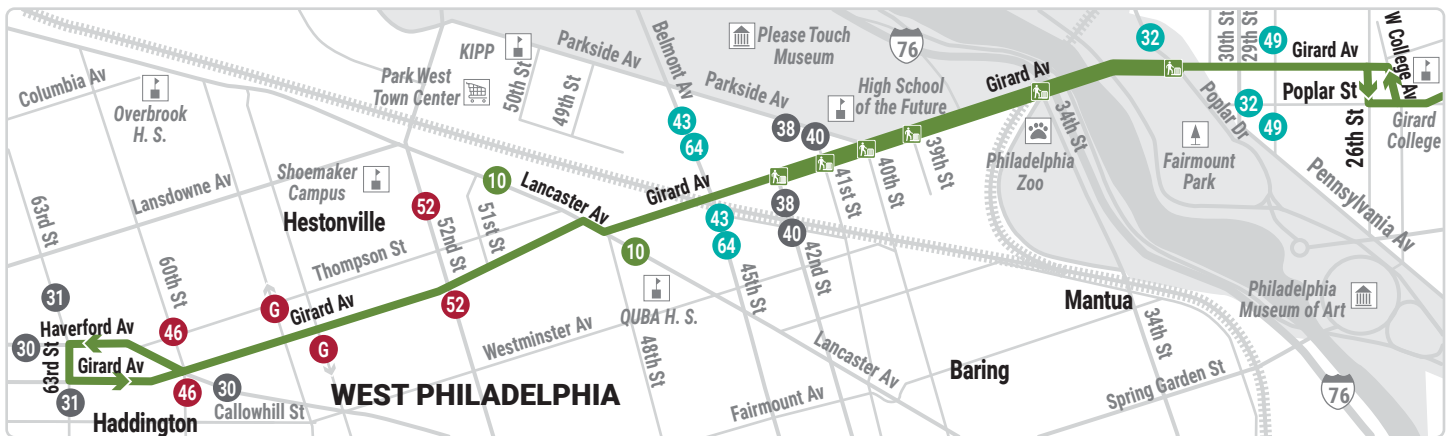 Columbia Av
Overbrook
H. S.
Park West
Town Center
KIPP
50th St
49th St
Parkside Av
Belmont Av
Please Touch
Museum
76
High School
of the Future
Parkside Av
Girard Av
32
30th St
29th St
49
Girard Av
W College Av
Poplar St
32
49
26th St
Girard
College
Poplar Dr
Fairmount
Park
Pennsylvania Av
34th St
Philadelphia
Zoo
39th St
40th St
41st St
38
40
43
64
Girard Av
Lancaster Av
10
10
Shoemaker
Campus
Lansdowne Av
63rd St
Hestonville
52
52nd St
51st St
Thompson St
60th St
31
Haverford Av
30
63rd St
Girard Av
31
46
46
30
G
Girard Av
G
52
Westminster Av
QUBA H. S.
48th St
43
64
45th St
38
40
42nd St
Mantua
34th St
Philadelphia
Museum of Art
Lancaster Av
Baring
Spring Garden St
76
Fairmount Av
WEST PHILADELPHIA
Callowhill St
Haddington